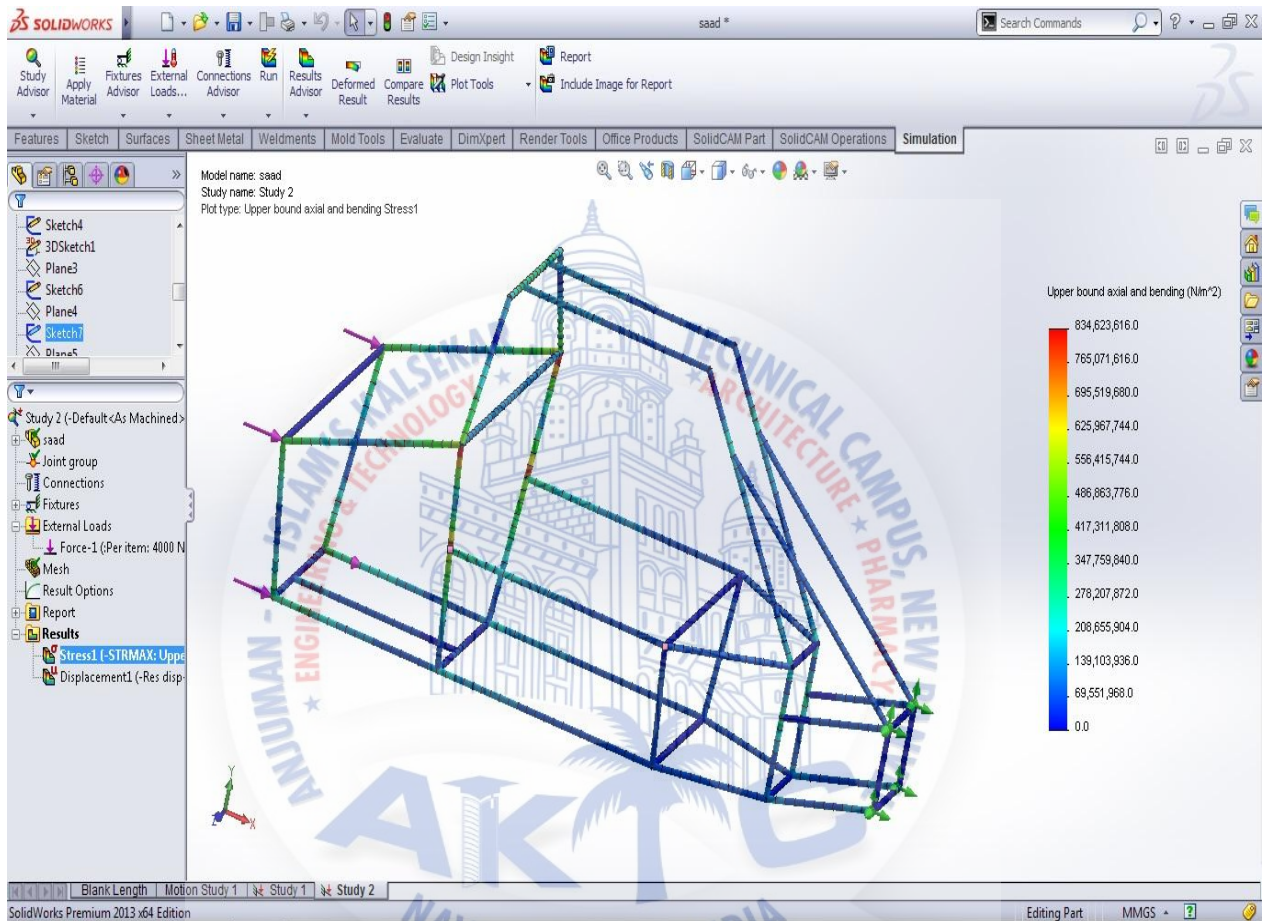 SOLIDWORKS
saad *
Search Commands
Study Advisor
Apply Material
Fixtures Advisor
External Loads...
Connections Advisor
Run
Results Advisor
Deformed Result
Compare Results
Design Insight
Plot Tools
Report
Include Image for Report
Features Sketch Surfaces Sheet Metal Weldments Mold Tools Evaluate DimXpert Render Tools Office Products SolidCAM Part SolidCAM Operations Simulation
Model name: saad
Study name: Study 2
Plot type: Upper bound axial and bending Stress1
Sketch4
3DSketch1
Plane3
Sketch6
Plane4
Sketch7
Plane5
Study 2 (-Default<As Machined>
saad
Joint group
Connections
Fixtures
External Loads
Force-1 (:Per item: 4000 N
Mesh
Result Options
Report
Results
Stress1 (-STRMAX: Uppe
Displacement1 (-Res disp
Upper bound axial and bending (N/m^2)
834,623,616.0
765,071,616.0
695,519,680.0
625,967,744.0
556,415,744.0
486,863,776.0
417,311,808.0
347,759,840.0
278,207,872.0
208,655,904.0
139,103,936.0
69,551,968.0
0.0
ANJUMAN - I - ISLAM'S KALSEKAR TECHNICAL CAMPUS, NEW
ENGINEERING & TECHNOLOGY ★ ARCHITECTURE ★ PHARMACY
AKTC
Y
X
Z
Blank Length Motion Study 1 Study 1 Study 2
SolidWorks Premium 2013 x64 Edition
Editing Part
MMGS